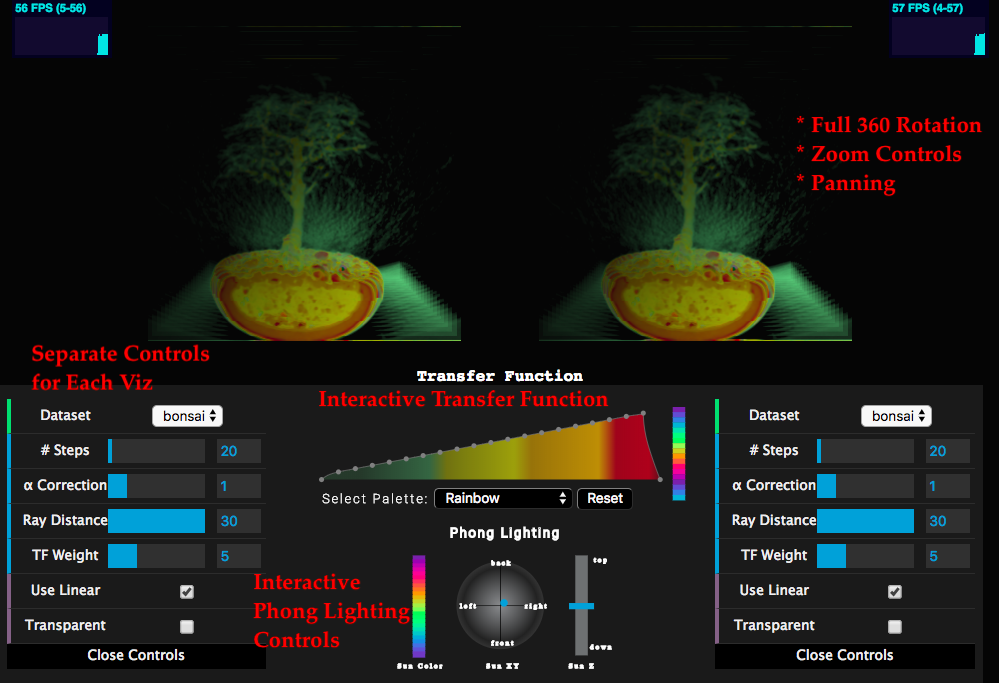 56 FPS (5-56)
57 FPS (4-57)
* Full 360 Rotation
* Zoom Controls
* Panning
Separate Controls
for Each Viz
Transfer Function
Interactive Transfer Function
Dataset
bonsai
# Steps
20
α Correction
1
Ray Distance
30
TF Weight
5
Use Linear
Transparent
Close Controls
Select Palette:
Rainbow
Reset
Phong Lighting
Interactive
Phong Lighting
Controls
back
left
right
front
top
down
Sun Color
Sun XY
Sun Z
Dataset
bonsai
# Steps
20
α Correction
1
Ray Distance
30
TF Weight
5
Use Linear
Transparent
Close Controls